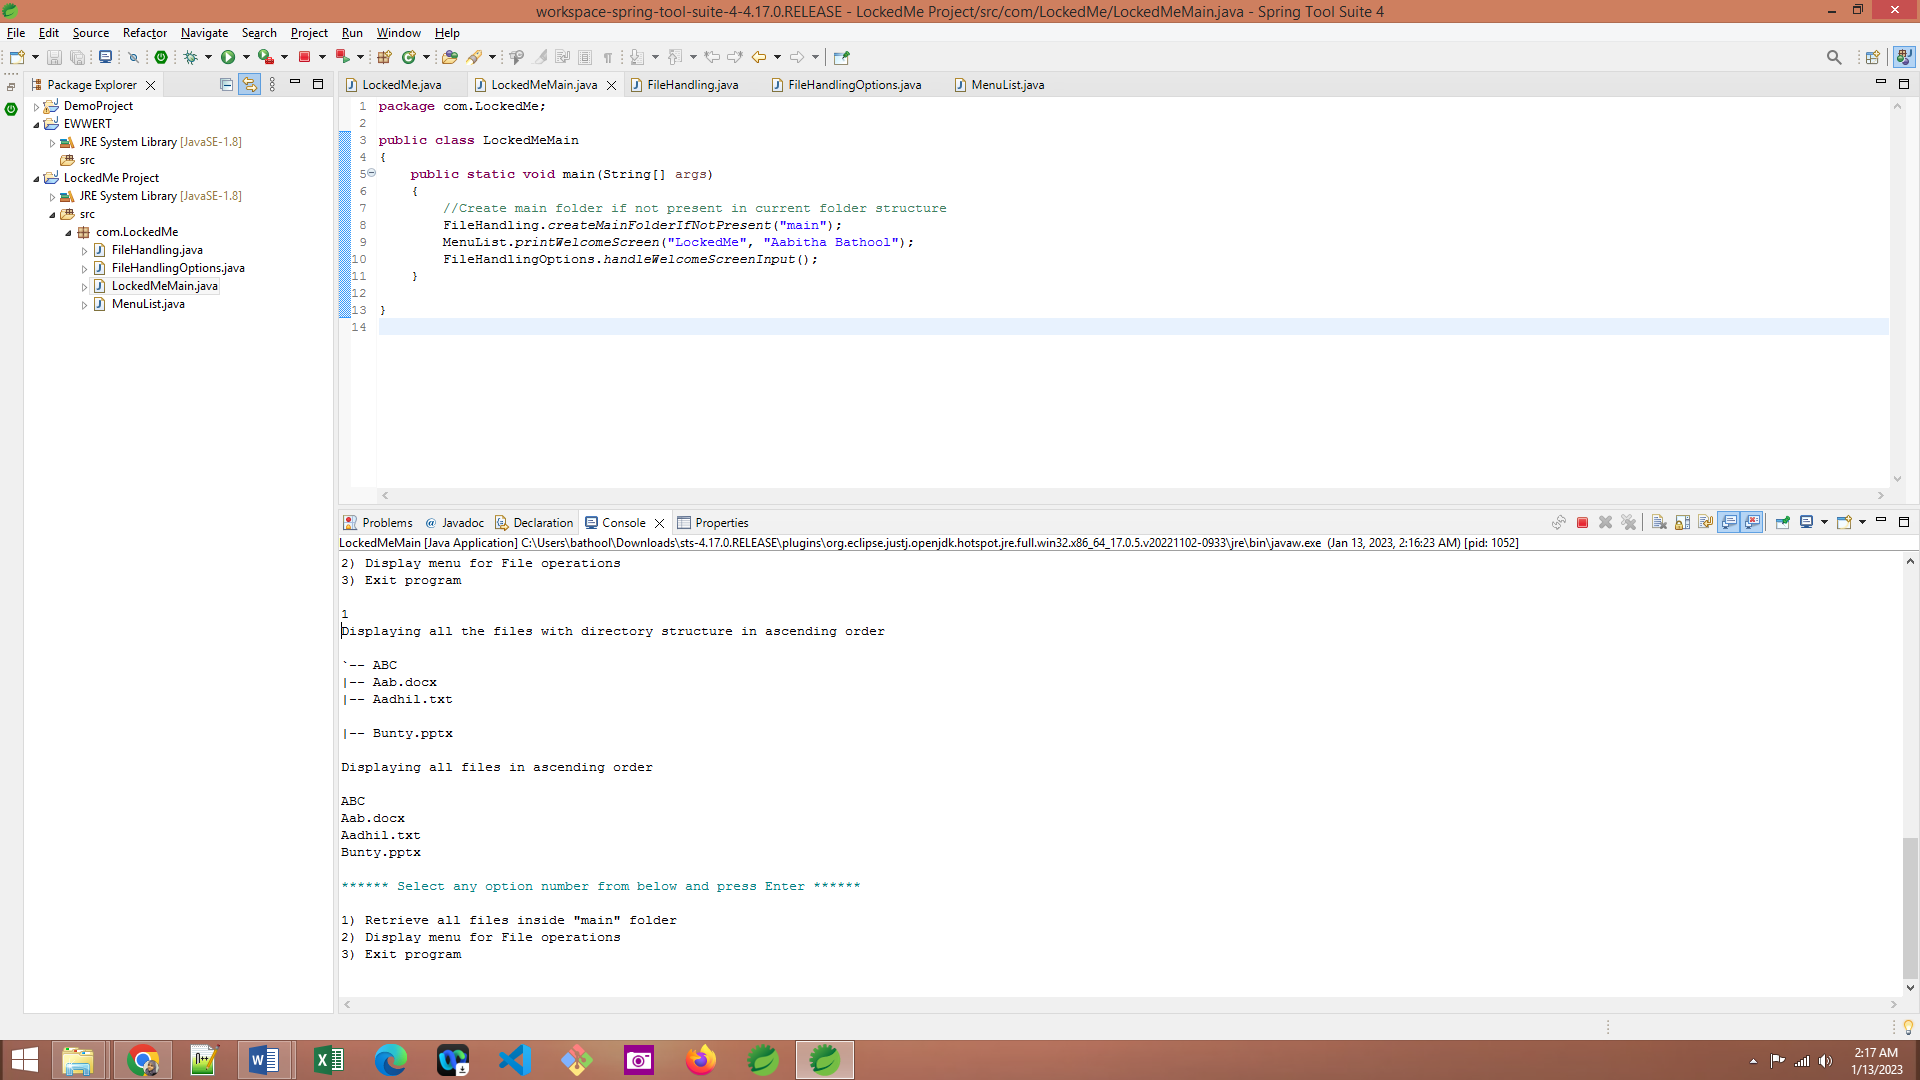 workspace-spring-tool-suite-4-4.17.0.RELEASE - LockedMe Project/src/com/LockedMe/LockedMeMain.java - Spring Tool Suite 4
File Edit Source Refactor Navigate Search Project Run Window Help
Package Explorer
DemoProject
EWWERT
JRE System Library [JavaSE-1.8]
src
LockedMe Project
JRE System Library [JavaSE-1.8]
src
com.LockedMe
FileHandling.java
FileHandlingOptions.java
LockedMeMain.java
MenuList.java
LockedMe.java LockedMeMain.java FileHandling.java FileHandlingOptions.java MenuList.java
1 package com.LockedMe;
2
3 public class LockedMeMain
4 {
5 public static void main(String[] args)
6 {
7 //Create main folder if not present in current folder structure
8 FileHandling.createMainFolderIfNotPresent("main");
9 MenuList.printWelcomeScreen("LockedMe", "Aabitha Bathool");
10 FileHandlingOptions.handleWelcomeScreenInput();
11 }
12
13 }
14
Problems @ Javadoc Declaration Console Properties
LockedMeMain [Java Application] C:\Users\bathool\Downloads\sts-4.17.0.RELEASE\plugins\org.eclipse.justj.openjdk.hotspot.jre.full.win32.x86_64_17.0.5.v20221102-0933\jre\bin\javaw.exe (Jan 13, 2023, 2:16:23 AM) [pid: 1052]
2) Display menu for File operations
3) Exit program
1
Displaying all the files with directory structure in ascending order
`-- ABC
|-- Aab.docx
|-- Aadhil.txt
|-- Bunty.pptx
Displaying all files in ascending order
ABC
Aab.docx
Aadhil.txt
Bunty.pptx
****** Select any option number from below and press Enter ******
1) Retrieve all files inside "main" folder
2) Display menu for File operations
3) Exit program
2:17 AM
1/13/2023